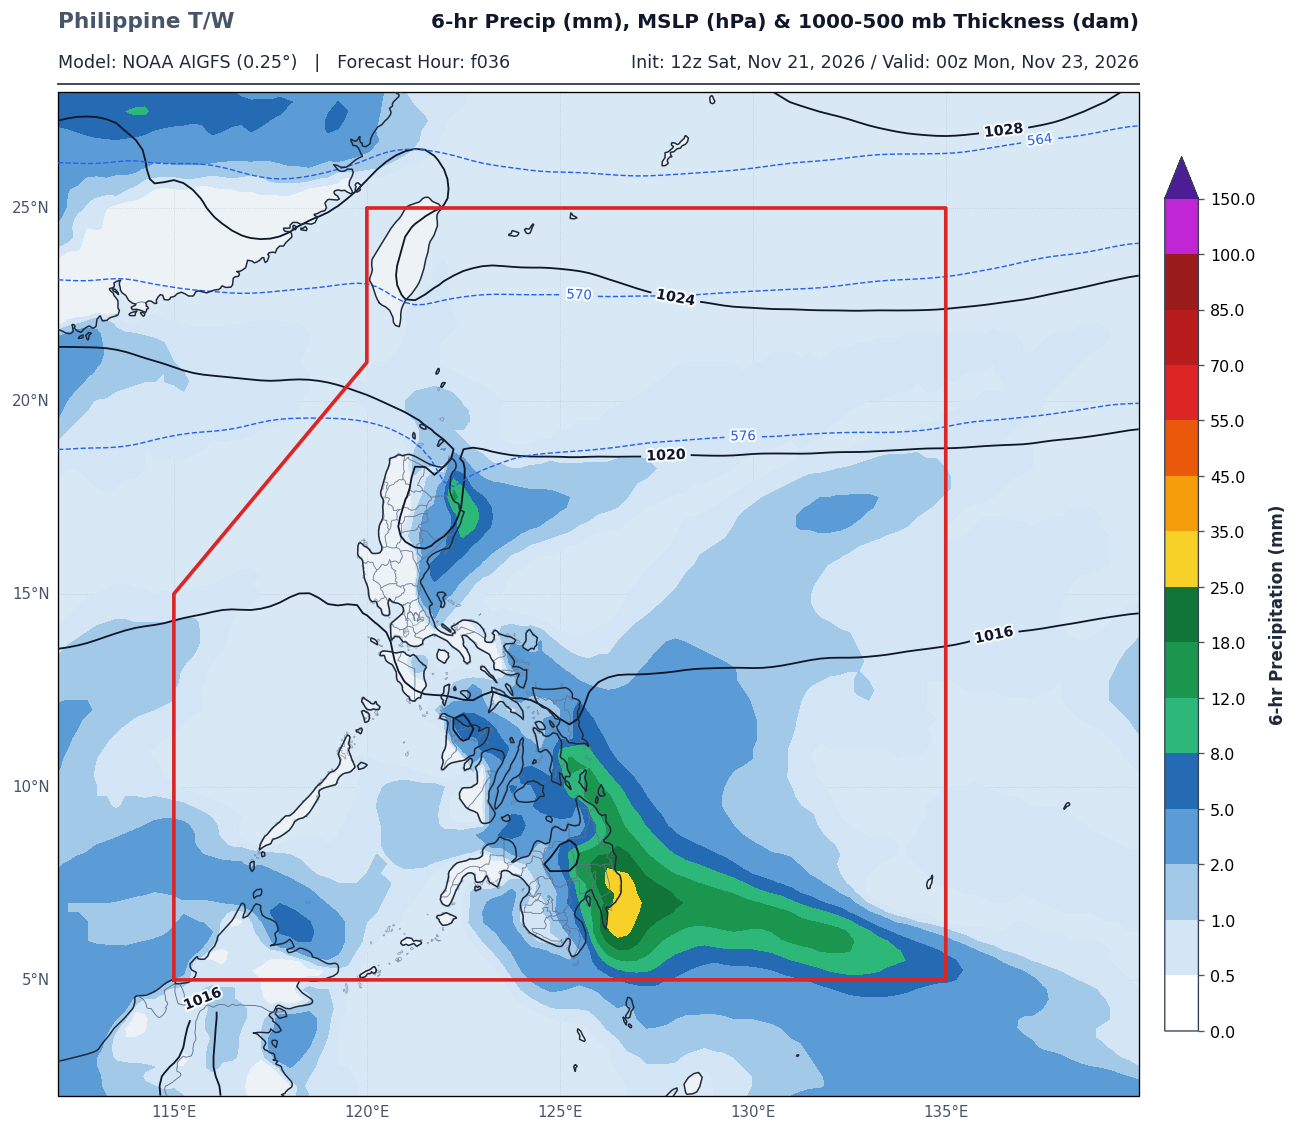 Philippine T/W
6-hr Precip (mm), MSLP (hPa) & 1000-500 mb Thickness (dam)
Model: NOAA AIGFS (0.25°) | Forecast Hour: f036
Init: 12z Sat, Nov 21, 2026 / Valid: 00z Mon, Nov 23, 2026
1028
564
25°N
570
1024
20°N
576
1020
15°N
1016
10°N
5°N
1016
115°E
120°E
125°E
130°E
135°E
150.0
100.0
85.0
70.0
55.0
45.0
35.0
25.0
18.0
12.0
8.0
5.0
2.0
1.0
0.5
0.0
6-hr Precipitation (mm)